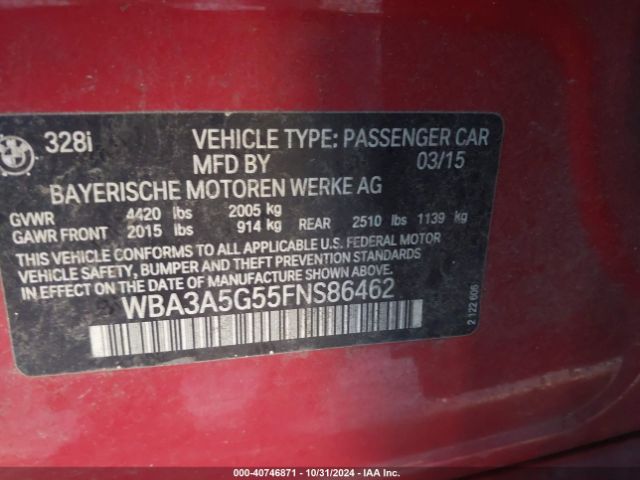 328i VEHICLE TYPE: PASSENGER CAR
MFD BY 03/15
BAYERISCHE MOTOREN WERKE AG
GVWR 4420 lbs 2005 kg
GAWR FRONT 2015 lbs 914 kg REAR 2510 lbs 1139 kg
THIS VEHICLE CONFORMS TO ALL APPLICABLE U.S. FEDERAL MOTOR
VEHICLE SAFETY, BUMPER AND THEFT PREVENTION STANDARDS
IN EFFECT ON THE DATE OF MANUFACTURE SHOWN ABOVE.
WBA3A5G55FNS86462
2 122 606
000-40746871 - 10/31/2024 - IAA Inc.